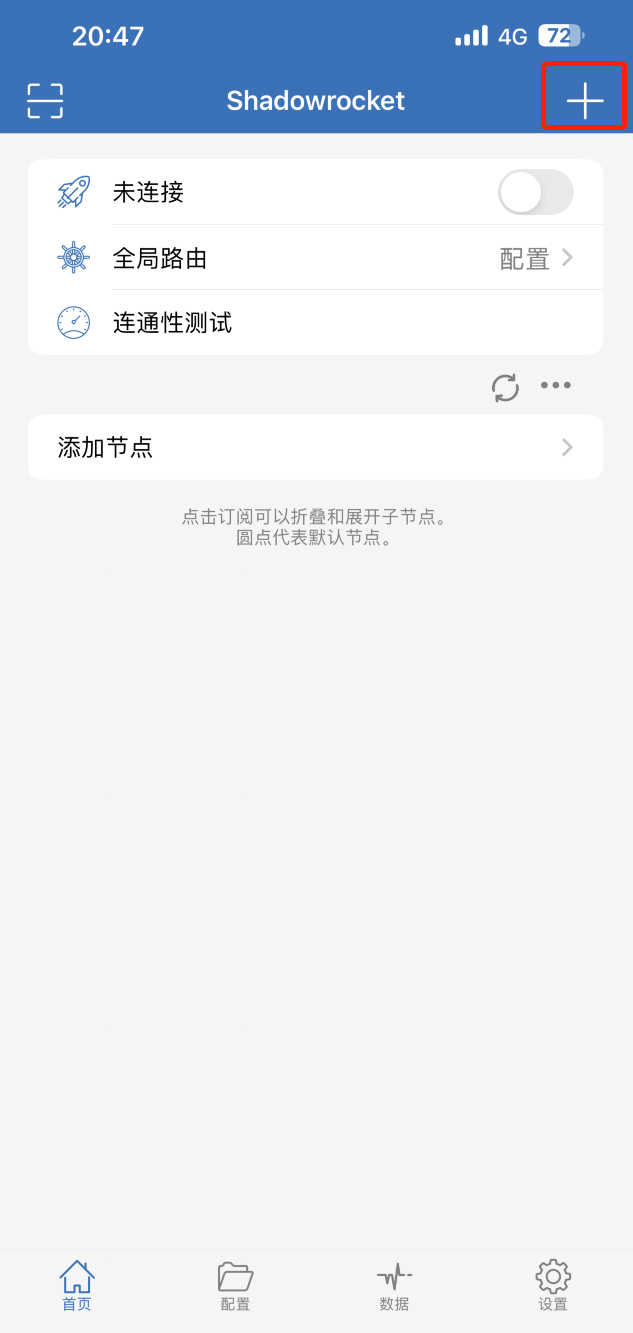 20:47
4G 72
Shadowrocket
未连接
全局路由
配置
连通性测试
添加节点
点击订阅可以折叠和展开子节点。
圆点代表默认节点。
首页
配置
数据
设置